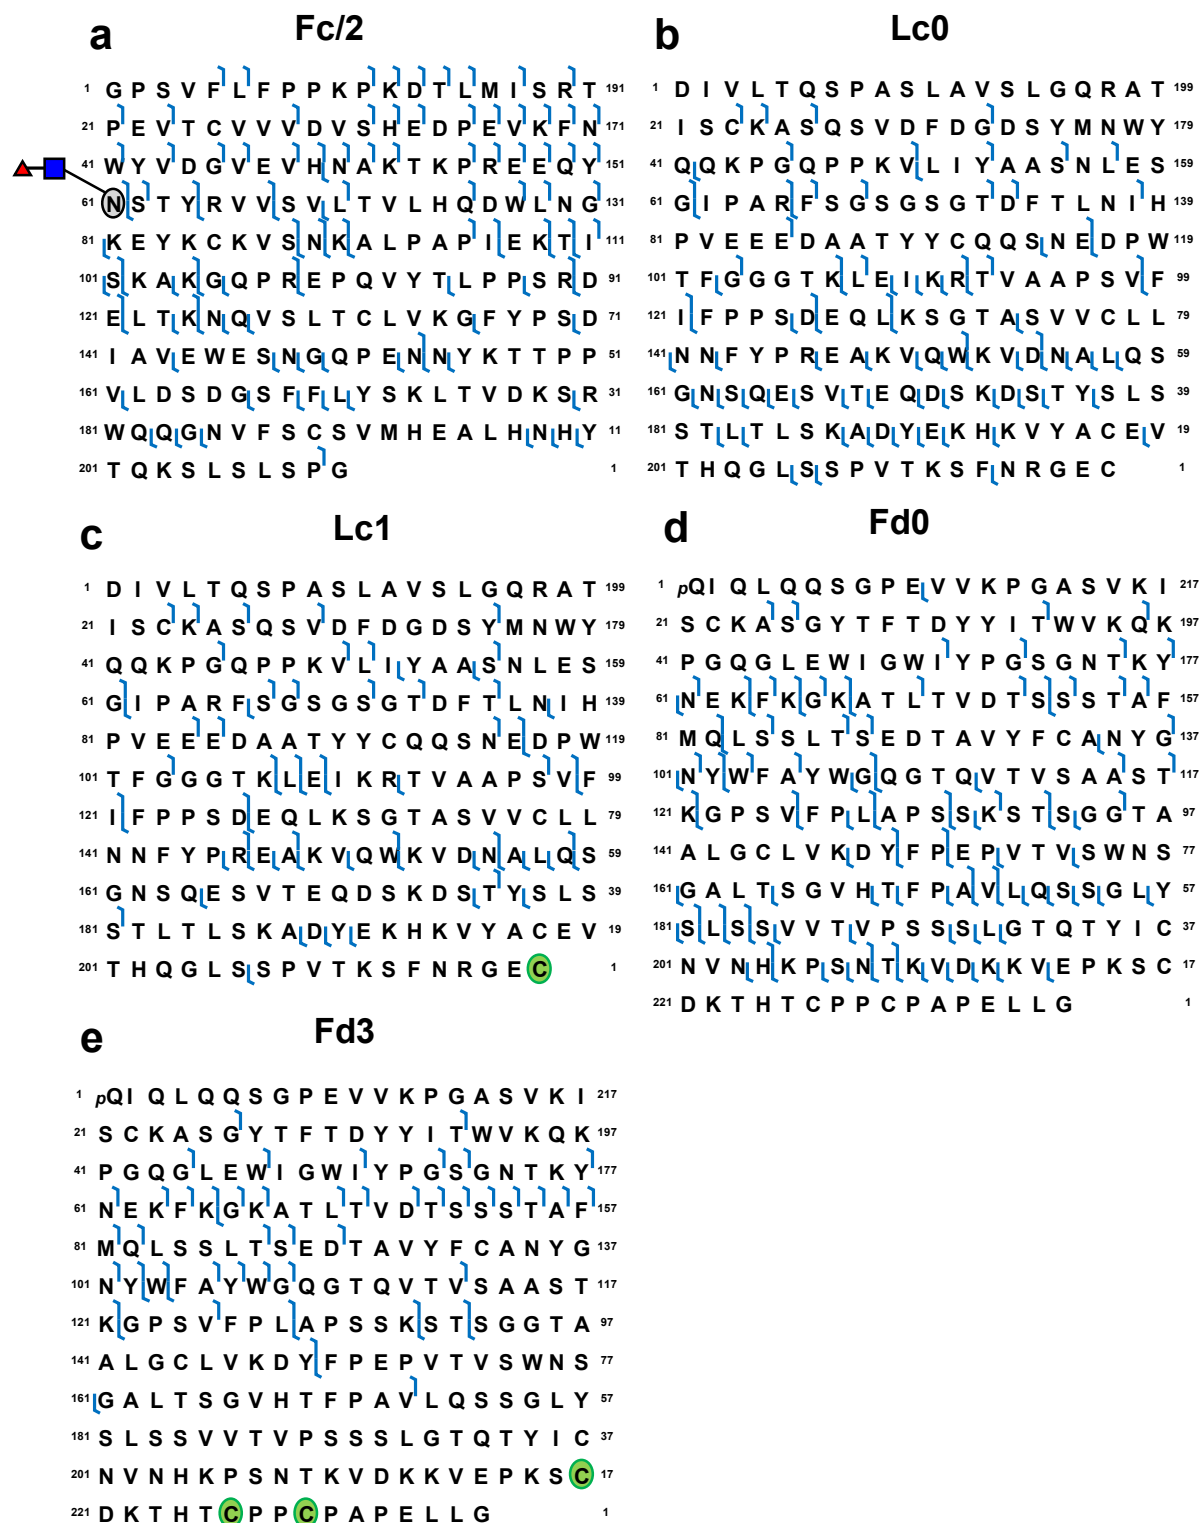 a
Fc/2
1 G P S V F L F P P K P K D T L M I S R T 191
21 P E V T C V V V D V S H E D P E V K F N 171
41 W Y V D G V E V H N A K T K P R E E Q Y 151
61 N S T Y R V V S V L T V L H Q D W L N G 131
81 K E Y K C K V S N K A L P A P I E K T I 111
101 S K A K G Q P R E P Q V Y T L P P S R D 91
121 E L T K N Q V S L T C L V K G F Y P S D 71
141 I A V E W E S N G Q P E N N Y K T T P P 51
161 V L D S D G S F F L Y S K L T V D K S R 31
181 W Q Q G N V F S C S V M H E A L H N H Y 11
201 T Q K S L S L S P G 1
b
Lc0
1 D I V L T Q S P A S L A V S L G Q R A T 199
21 I S C K A S Q S V D F D G D S Y M N W Y 179
41 Q Q K P G Q P P K V L I Y A A S N L E S 159
61 G I P A R F S G S G S G T D F T L N I H 139
81 P V E E E D A A T Y Y C Q Q S N E D P W 119
101 T F G G G T K L E I K R T V A A P S V F 99
121 I F P P S D E Q L K S G T A S V V C L L 79
141 N N F Y P R E A K V Q W K V D N A L Q S 59
161 G N S Q E S V T E Q D S K D S T Y S L S 39
181 S T L T L S K A D Y E K H K V Y A C E V 19
201 T H Q G L S S P V T K S F N R G E C 1
c
Lc1
1 D I V L T Q S P A S L A V S L G Q R A T 199
21 I S C K A S Q S V D F D G D S Y M N W Y 179
41 Q Q K P G Q P P K V L I Y A A S N L E S 159
61 G I P A R F S G S G S G T D F T L N I H 139
81 P V E E E D A A T Y Y C Q Q S N E D P W 119
101 T F G G G T K L E I K R T V A A P S V F 99
121 I F P P S D E Q L K S G T A S V V C L L 79
141 N N F Y P R E A K V Q W K V D N A L Q S 59
161 G N S Q E S V T E Q D S K D S T Y S L S 39
181 S T L T L S K A D Y E K H K V Y A C E V 19
201 T H Q G L S S P V T K S F N R G E C 1
d
Fd0
1 pQ I Q L Q Q S G P E V V K P G A S V K I 217
21 S C K A S G Y T F T D Y Y I T W V K Q K 197
41 P G Q G L E W I G W I Y P G S G N T K Y 177
61 N E K F K G K A T L T V D T S S S T A F 157
81 M Q L S S L T S E D T A V Y F C A N Y G 137
101 N Y W F A Y W G Q G T Q V T V S A A S T 117
121 K G P S V F P L A P S S K S T S G G T A 97
141 A L G C L V K D Y F P E P V T V S W N S 77
161 G A L T S G V H T F P A V L Q S S G L Y 57
181 S L S S V V T V P S S S L G T Q T Y I C 37
201 N V N H K P S N T K V D K K V E P K S C 17
221 D K T H T C P P C P A P E L L G 1
e
Fd3
1 pQ I Q L Q Q S G P E V V K P G A S V K I 217
21 S C K A S G Y T F T D Y Y I T W V K Q K 197
41 P G Q G L E W I G W I Y P G S G N T K Y 177
61 N E K F K G K A T L T V D T S S S T A F 157
81 M Q L S S L T S E D T A V Y F C A N Y G 137
101 N Y W F A Y W G Q G T Q V T V S A A S T 117
121 K G P S V F P L A P S S K S T S G G T A 97
141 A L G C L V K D Y F P E P V T V S W N S 77
161 G A L T S G V H T F P A V L Q S S G L Y 57
181 S L S S V V T V P S S S L G T Q T Y I C 37
201 N V N H K P S N T K V D K K V E P K S C 17
221 D K T H T C P P C P A P E L L G 1